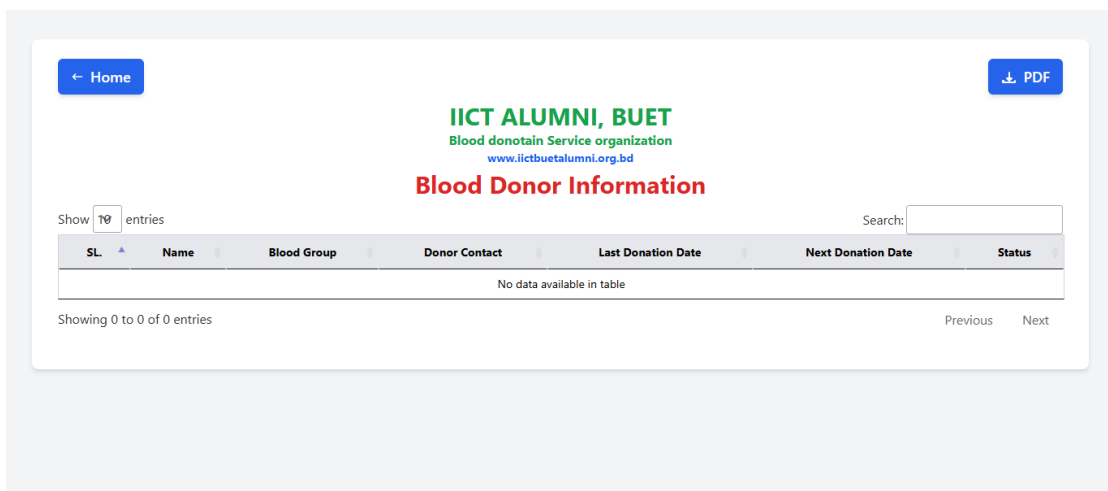 ← Home
PDF
IICT ALUMNI, BUET
Blood donotain Service organization
www.iictbuetalumni.org.bd
Blood Donor Information
Show 10 entries
Search:
SL. Name Blood Group Donor Contact Last Donation Date Next Donation Date Status
No data available in table
Showing 0 to 0 of 0 entries
Previous Next